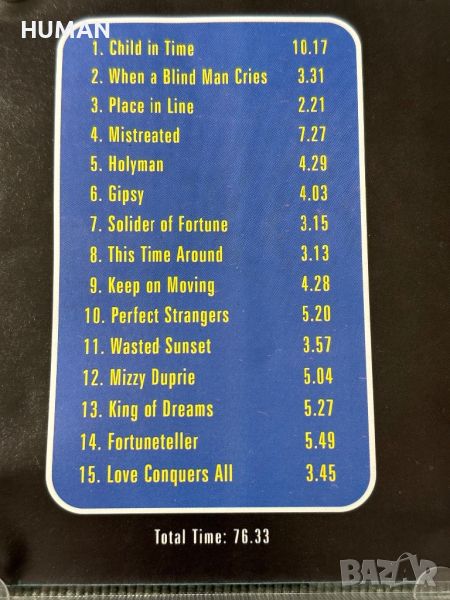 HUMAN
1. Child in Time 10.17
2. When a Blind Man Cries 3.31
3. Place in Line 2.21
4. Mistreated 7.27
5. Holyman 4.29
6. Gipsy 4.03
7. Solider of Fortune 3.15
8. This Time Around 3.13
9. Keep on Moving 4.28
10. Perfect Strangers 5.20
11. Wasted Sunset 3.57
12. Mizzy Duprie 5.04
13. King of Dreams 5.27
14. Fortuneteller 5.49
15. Love Conquers All 3.45
Total Time: 76.33
BAZAR